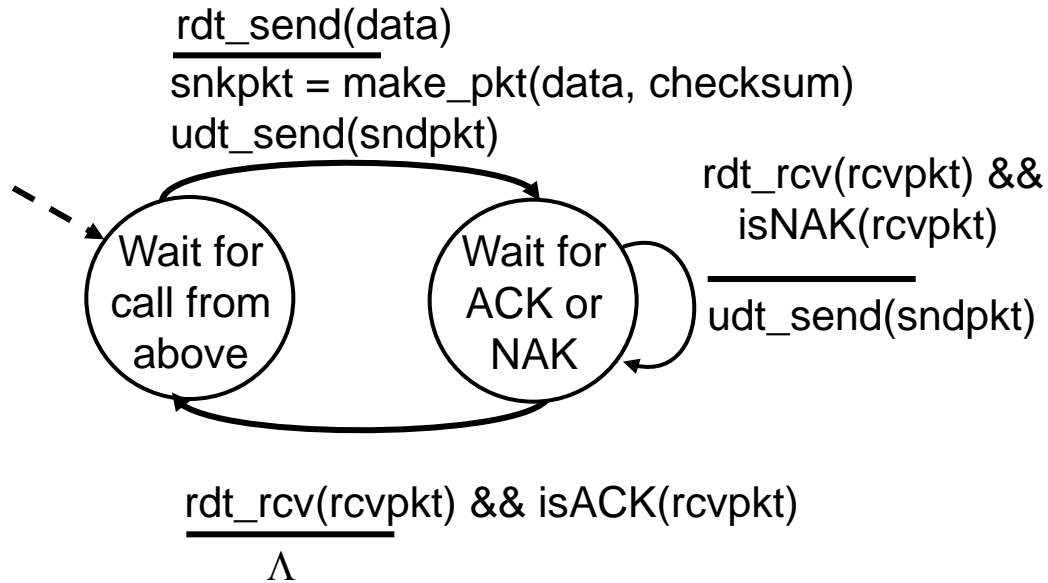 rdt_send(data)
snkpkt = make_pkt(data, checksum)
udt_send(sndpkt)
rdt_rcv(rcvpkt) &&
isNAK(rcvpkt)
udt_send(sndpkt)
Wait for
call from
above
Wait for
ACK or
NAK
rdt_rcv(rcvpkt) && isACK(rcvpkt)
Λ